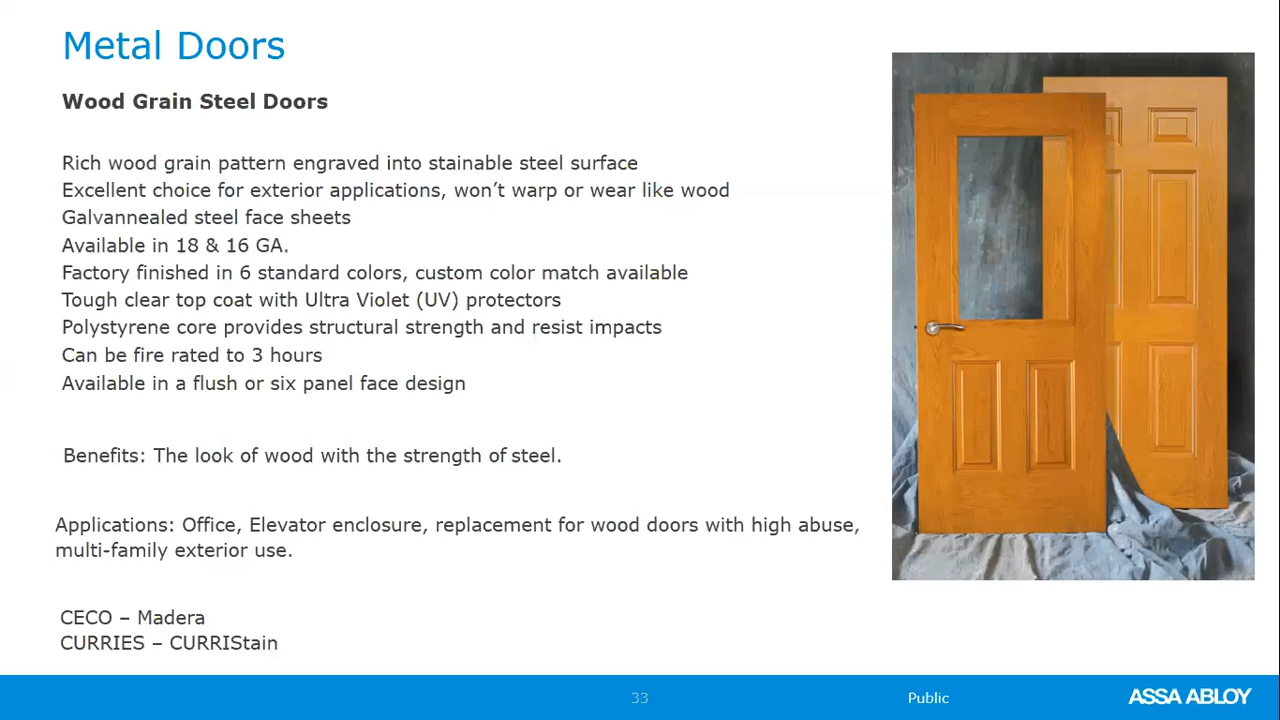 Metal Doors
Wood Grain Steel Doors
Rich wood grain pattern engraved into stainable steel surface
Excellent choice for exterior applications, won’t warp or wear like wood
Galvannealed steel face sheets
Available in 18 & 16 GA.
Factory finished in 6 standard colors, custom color match available
Tough clear top coat with Ultra Violet (UV) protectors
Polystyrene core provides structural strength and resist impacts
Can be fire rated to 3 hours
Available in a flush or six panel face design
Benefits: The look of wood with the strength of steel.
Applications: Office, Elevator enclosure, replacement for wood doors with high abuse,
multi-family exterior use.
CECO – Madera
CURRIES – CURRIStain
33
Public
ASSA ABLOY